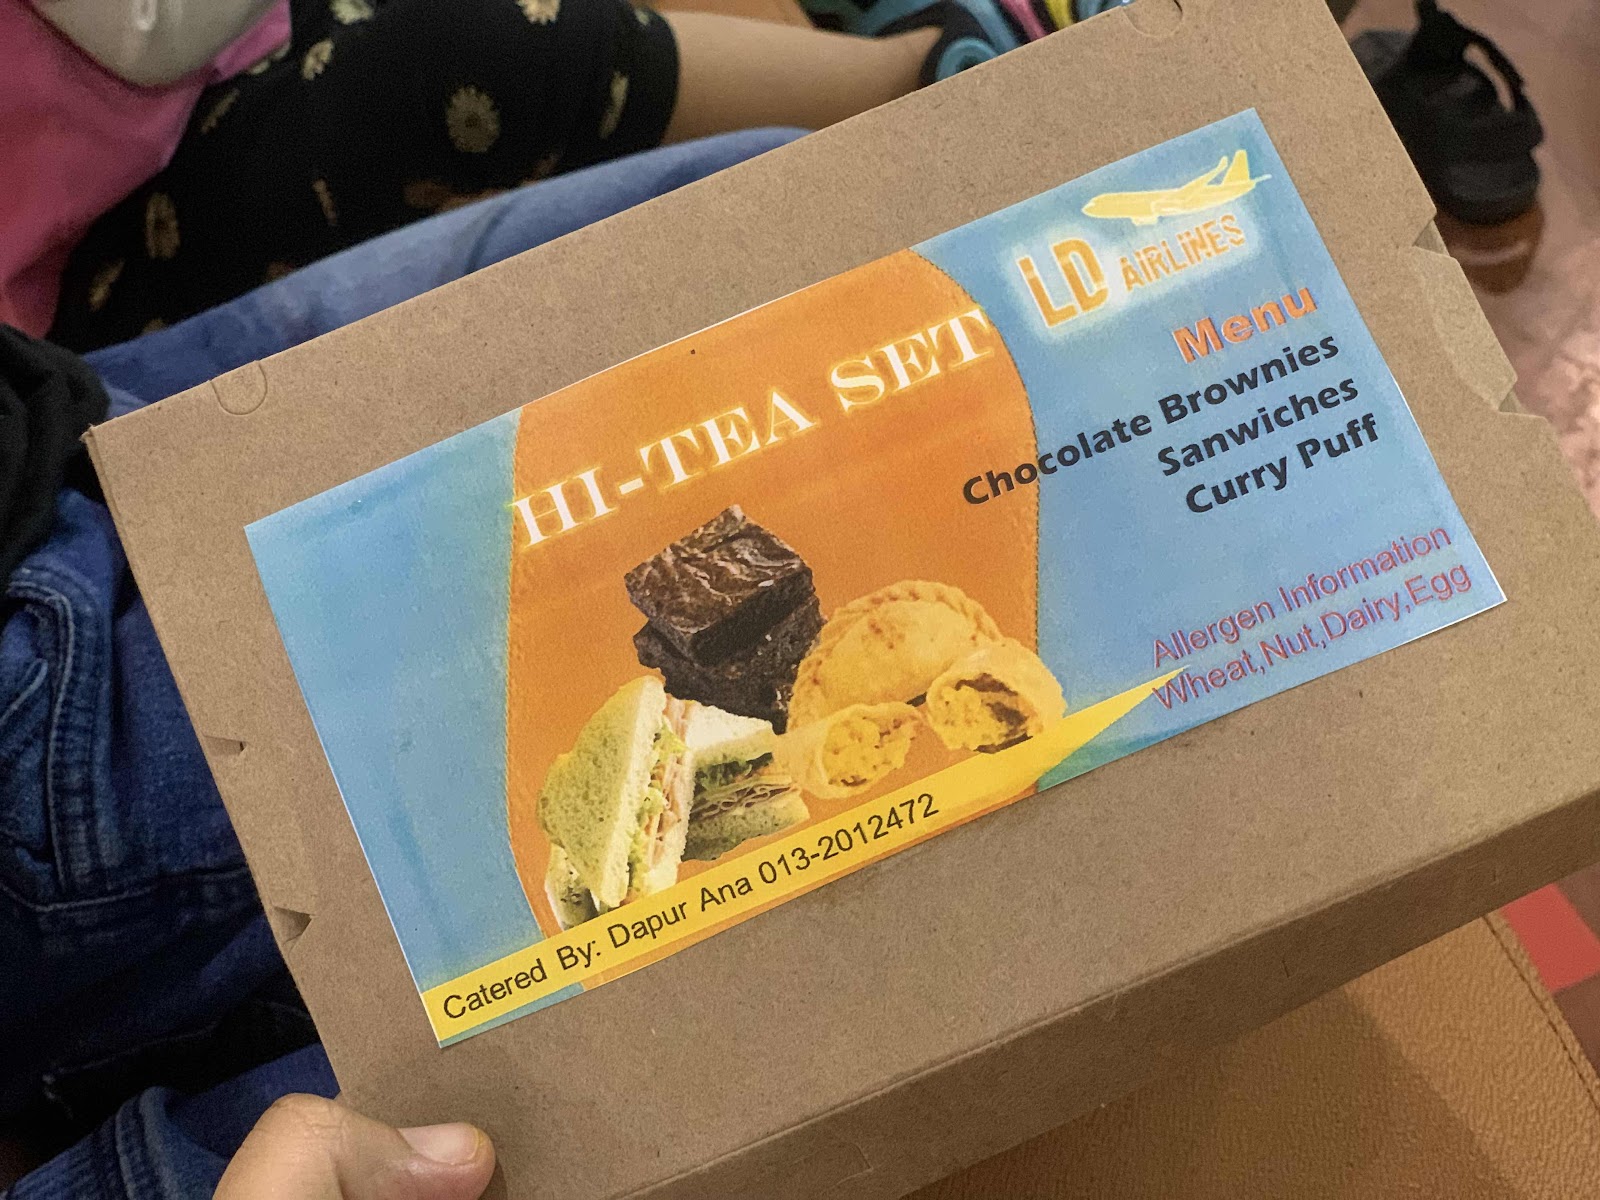 LD AIRLINES
HI-TEA SET
Menu
Chocolate Brownies
Sanwiches
Curry Puff
Allergen Information
Wheat,Nut,Dairy,Egg
Catered By: Dapur Ana 013-2012472